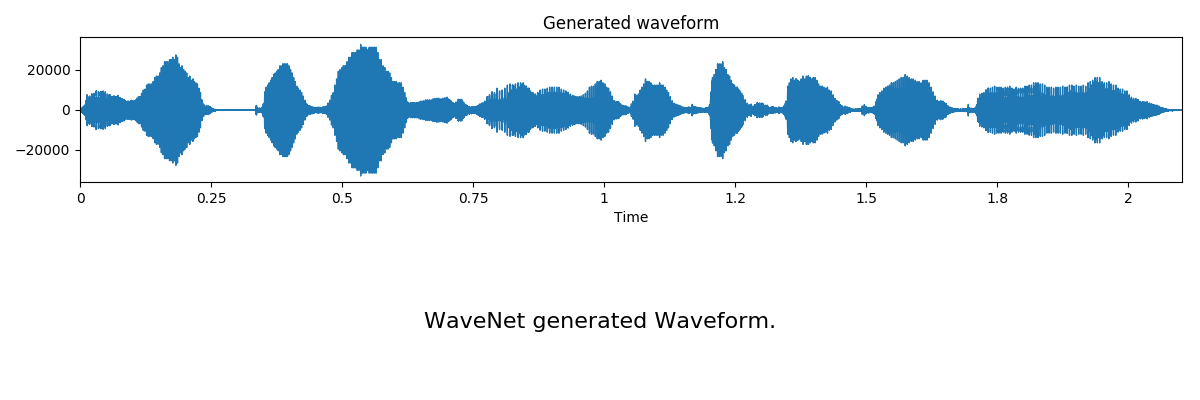 Generated waveform
20000
0
−20000
0 0.25 0.5 0.75 1 1.2 1.5 1.8 2
Time
WaveNet generated Waveform.